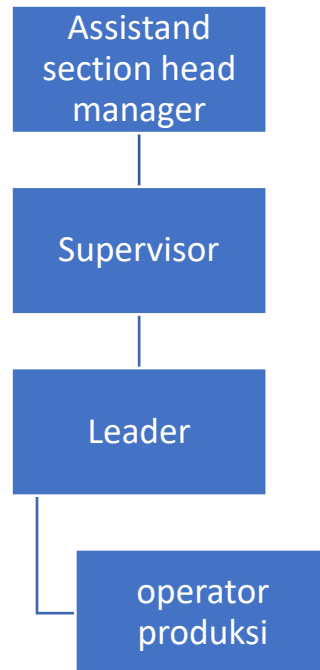 Assistand
section head
manager
Supervisor
Leader
operator
produksi